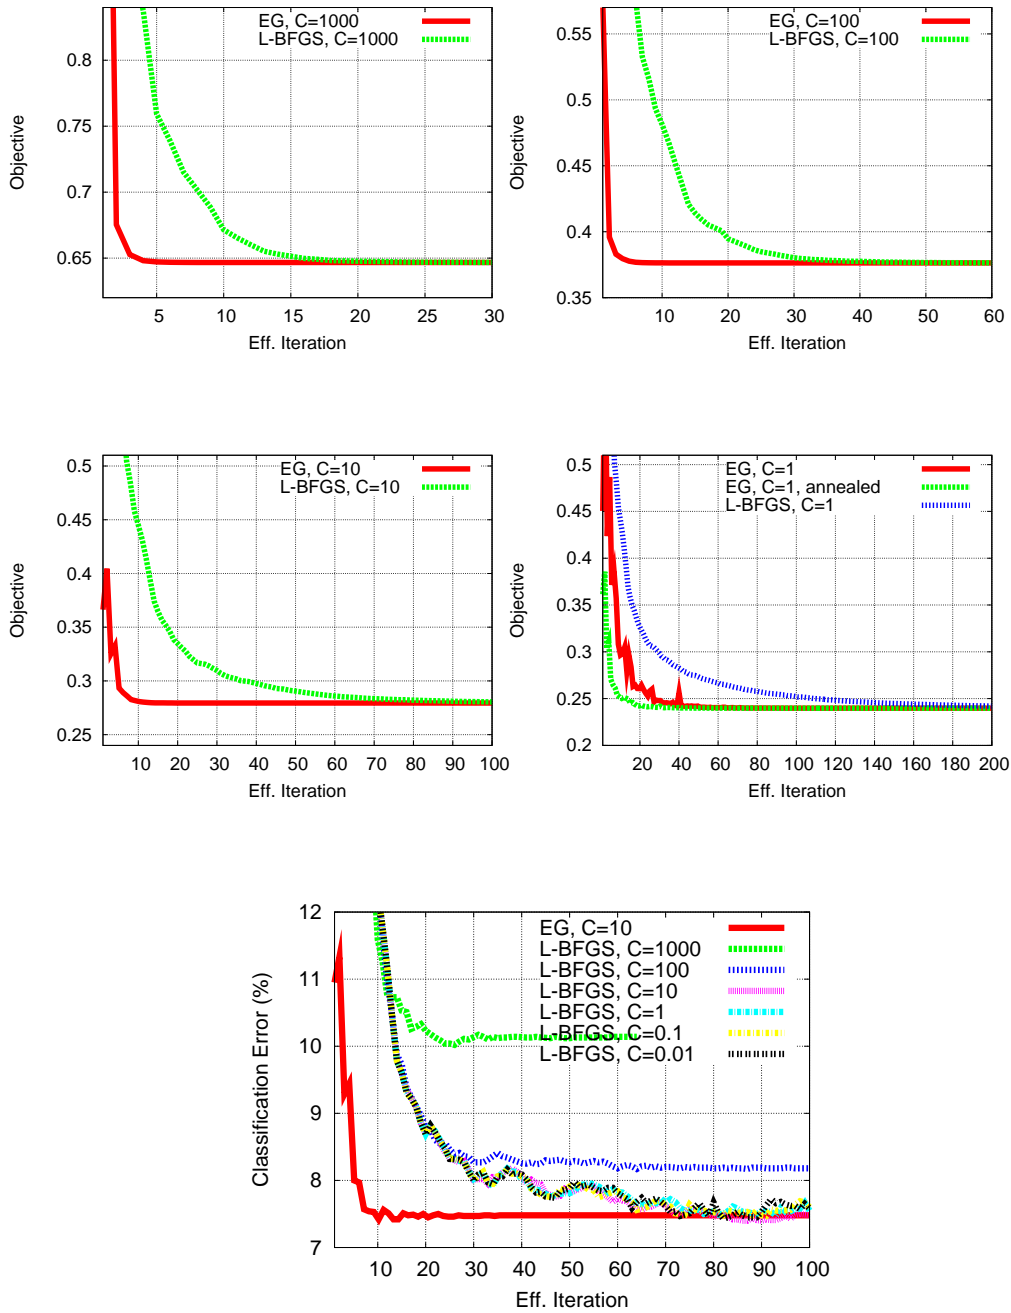 EG, C=1000
L-BFGS, C=1000
0.8
0.75
0.7
0.65
Objective
5 10 15 20 25 30
Eff. Iteration
EG, C=100
L-BFGS, C=100
0.55
0.5
0.45
0.4
0.35
Objective
10 20 30 40 50 60
Eff. Iteration
EG, C=10
L-BFGS, C=10
0.5
0.45
0.4
0.35
0.3
0.25
Objective
10 20 30 40 50 60 70 80 90 100
Eff. Iteration
EG, C=1
EG, C=1, annealed
L-BFGS, C=1
0.5
0.45
0.4
0.35
0.3
0.25
0.2
Objective
20 40 60 80 100 120 140 160 180 200
Eff. Iteration
EG, C=10
L-BFGS, C=1000
L-BFGS, C=100
L-BFGS, C=10
L-BFGS, C=1
L-BFGS, C=0.1
L-BFGS, C=0.01
12
11
10
9
8
7
Classification Error (%)
10 20 30 40 50 60 70 80 90 100
Eff. Iteration